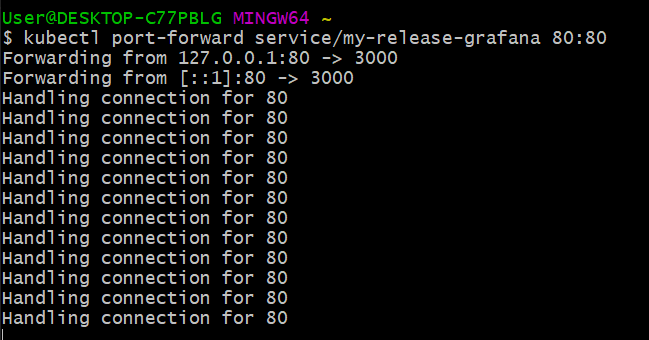 User@DESKTOP-C77PBLG MINGW64 ~
$ kubectl port-forward service/my-release-grafana 80:80
Forwarding from 127.0.0.1:80 -> 3000
Forwarding from [::1]:80 -> 3000
Handling connection for 80
Handling connection for 80
Handling connection for 80
Handling connection for 80
Handling connection for 80
Handling connection for 80
Handling connection for 80
Handling connection for 80
Handling connection for 80
Handling connection for 80
Handling connection for 80
Handling connection for 80